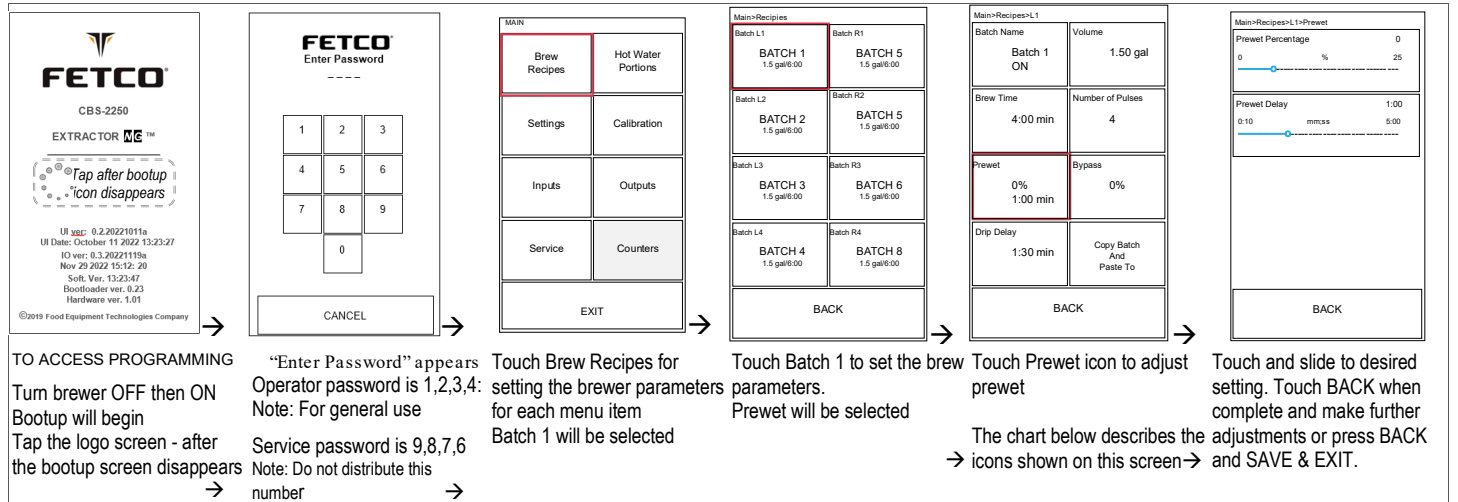 FETCO®
CBS-2250
EXTRACTOR MG ™
Tap after bootup
icon disappears
UI ver: 0.2.20221011a
UI Date: October 11 2022 13:23:27
IO ver: 0.3.20221119a
Nov 29 2022 15:12: 20
Soft. Ver. 13:23:47
Bootloader ver. 0.23
Hardware ver. 1.01
©2019 Food Equipment Technologies Company →
TO ACCESS PROGRAMMING
Turn brewer OFF then ON
Bootup will begin
Tap the logo screen - after
the bootup screen disappears
→
FETCO®
Enter Password
_ _ _ _
1 2 3
4 5 6
7 8 9
0
CANCEL →
“Enter Password” appears
Operator password is 1,2,3,4:
Note: For general use
Service password is 9,8,7,6
Note: Do not distribute this
number →
MAIN
Brew
Recipes
Hot Water
Portions
Settings Calibration
Inputs Outputs
Service Counters
EXIT →
Touch Brew Recipes for
setting the brewer parameters
for each menu item
Batch 1 will be selected
Main>Recipies
Batch L1
BATCH 1
1.5 gal/6:00
Batch R1
BATCH 5
1.5 gal/6:00
Batch L2
BATCH 2
1.5 gal/6:00
Batch R2
BATCH 5
1.5 gal/6:00
Batch L3
BATCH 3
1.5 gal/6:00
Batch R3
BATCH 6
1.5 gal/6:00
Batch L4
BATCH 4
1.5 gal/6:00
Batch R4
BATCH 8
1.5 gal/6:00
BACK →
Touch Batch 1 to set the brew
parameters.
Prewet will be selected
→
Main>Recipes>L1
Batch Name
Batch 1
ON
Volume
1.50 gal
Brew Time
4:00 min
Number of Pulses
4
Prewet
0%
1:00 min
Bypass
0%
Drip Delay
1:30 min
Copy Batch
And
Paste To
BACK →
Touch Prewet icon to adjust
prewet
The chart below describes the
icons shown on this screen→
Main>Recipes>L1>Prewet
Prewet Percentage 0
0 % 25
Prewet Delay 1:00
0:10 mm;ss 5:00
BACK
Touch and slide to desired
setting. Touch BACK when
complete and make further
adjustments or press BACK
and SAVE & EXIT.